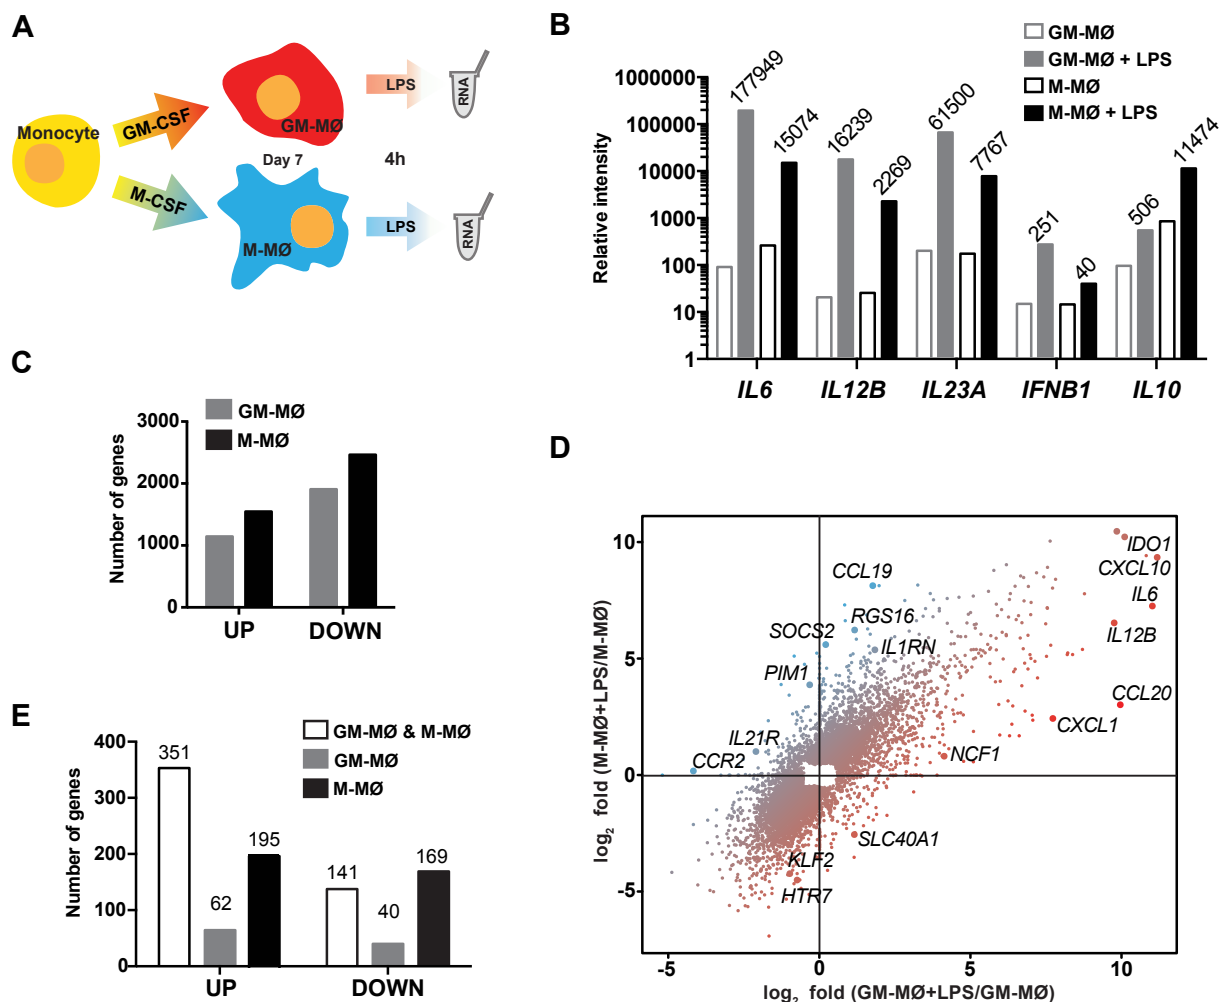 A
Monocyte
GM-CSF
M-CSF
GM-MØ
Day 7
M-MØ
LPS
4h
LPS
RNA
RNA
B
GM-MØ
GM-MØ + LPS
M-MØ
M-MØ + LPS
Relative intensity
1000000
100000
10000
1000
100
10
1
177949
15074
16239
2269
61500
7767
251
40
506
11474
IL6
IL12B
IL23A
IFNB1
IL10
C
GM-MØ
M-MØ
Number of genes
3000
2000
1000
0
UP
DOWN
D
log2 fold (M-MØ+LPS/M-MØ)
10
5
0
-5
IDO1
CXCL10
IL6
IL12B
CCL20
CXCL1
NCF1
CCL19
RGS16
SOCS2
IL1RN
PIM1
IL21R
CCR2
SLC40A1
KLF2
HTR7
-5
0
5
10
log2 fold (GM-MØ+LPS/GM-MØ)
E
GM-MØ & M-MØ
GM-MØ
M-MØ
Number of genes
400
300
200
100
0
351
62
195
141
40
169
UP
DOWN